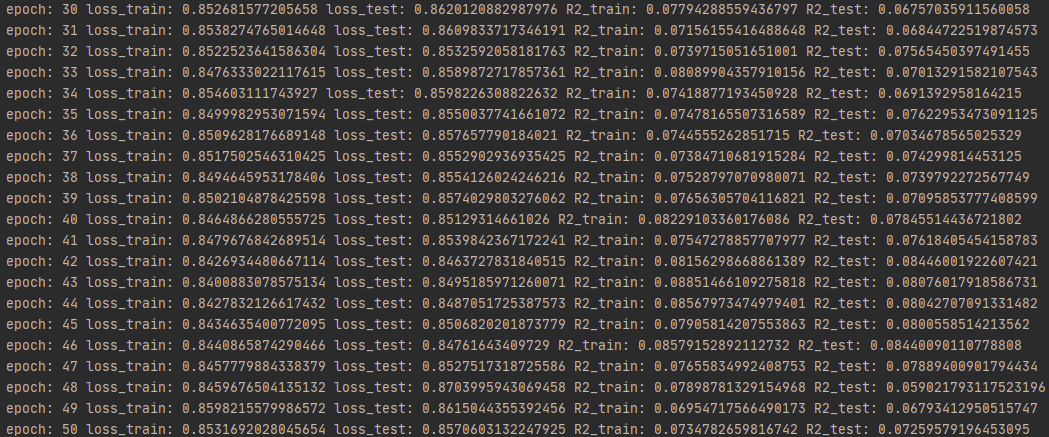 epoch: 30 loss_train: 0.852681577205658 loss_test: 0.8620120882987976 R2_train: 0.07794288559436797 R2_test: 0.06757035911560058
epoch: 31 loss_train: 0.8538274765014648 loss_test: 0.8609833717346191 R2_train: 0.07156155416488648 R2_test: 0.06844722519874573
epoch: 32 loss_train: 0.8522523641586304 loss_test: 0.8532592058181763 R2_train: 0.0739715051651001 R2_test: 0.07565450397491455
epoch: 33 loss_train: 0.8476333022117615 loss_test: 0.8589872717857361 R2_train: 0.08089904357910156 R2_test: 0.07013291582107543
epoch: 34 loss_train: 0.854603111743927 loss_test: 0.8598226308822632 R2_train: 0.07418877193450928 R2_test: 0.0691392958164215
epoch: 35 loss_train: 0.8499982953071594 loss_test: 0.8550037741661072 R2_train: 0.07478165507316589 R2_test: 0.07622953473091125
epoch: 36 loss_train: 0.8509628176689148 loss_test: 0.857657790184021 R2_train: 0.0744555262851715 R2_test: 0.07034678565025329
epoch: 37 loss_train: 0.8517502546310425 loss_test: 0.8552902936935425 R2_train: 0.07384710681915284 R2_test: 0.074299814453125
epoch: 38 loss_train: 0.8494645953178406 loss_test: 0.8554126024246216 R2_train: 0.075287970709800​71 R2_test: 0.0739792272567749
epoch: 39 loss_train: 0.8502104878425598 loss_test: 0.8574029803276062 R2_train: 0.07656305704116821 R2_test: 0.07095853777408599
epoch: 40 loss_train: 0.8464866280555725 loss_test: 0.85129314661026 R2_train: 0.08229103360176086 R2_test: 0.07845514436721802
epoch: 41 loss_train: 0.8479676842689514 loss_test: 0.8539842367172241 R2_train: 0.07547278857707977 R2_test: 0.07618405454158783
epoch: 42 loss_train: 0.8426934480667114 loss_test: 0.8463727831840515 R2_train: 0.08156298668861389 R2_test: 0.08446001922607421
epoch: 43 loss_train: 0.8400883078575134 loss_test: 0.8495185971260071 R2_train: 0.08851466109275818 R2_test: 0.08076017918586731
epoch: 44 loss_train: 0.8427832126617432 loss_test: 0.8487051725387573 R2_train: 0.08567973474979401 R2_test: 0.08042707091331482
epoch: 45 loss_train: 0.8434635400772095 loss_test: 0.8506820201873779 R2_train: 0.07905814207553863 R2_test: 0.0800558514213562
epoch: 46 loss_train: 0.8440865874290466 loss_test: 0.84761643409729 R2_train: 0.08579152892112732 R2_test: 0.08440090110778808
epoch: 47 loss_train: 0.8457779884338379 loss_test: 0.8527517318725586 R2_train: 0.07655834992408753 R2_test: 0.07889400901794434
epoch: 48 loss_train: 0.8459676504135132 loss_test: 0.8703995943069458 R2_train: 0.07898781329154968 R2_test: 0.059021793117523196
epoch: 49 loss_train: 0.8598215579986572 loss_test: 0.8615044355392456 R2_train: 0.06954717566490173 R2_test: 0.06793412950515747
epoch: 50 loss_train: 0.8531692028045654 loss_test: 0.8570603132247925 R2_train: 0.0734782659816742 R2_test: 0.07259579196453095